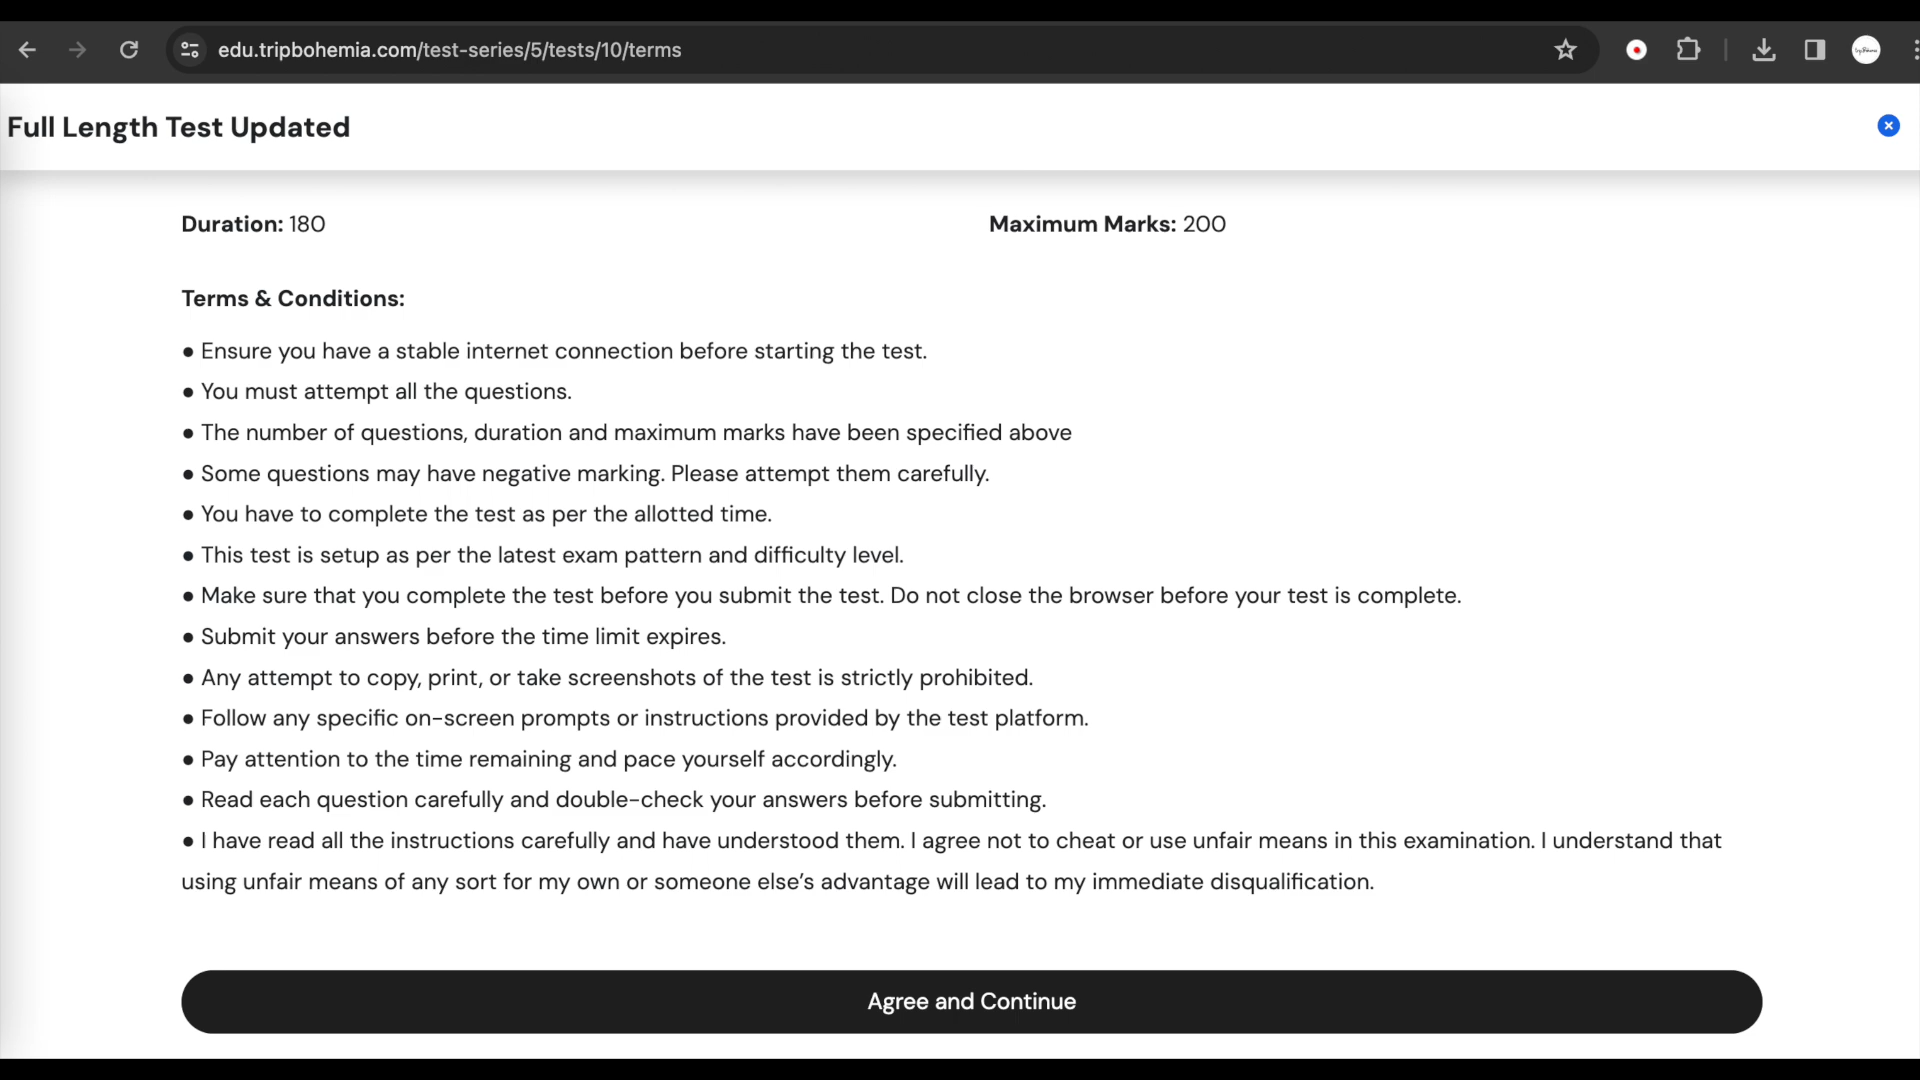 edu.tripbohemia.com/test-series/5/tests/10/terms
Full Length Test Updated
Duration: 180
Maximum Marks: 200
Terms & Conditions:
● Ensure you have a stable internet connection before starting the test.
● You must attempt all the questions.
● The number of questions, duration and maximum marks have been specified above
● Some questions may have negative marking. Please attempt them carefully.
● You have to complete the test as per the allotted time.
● This test is setup as per the latest exam pattern and difficulty level.
● Make sure that you complete the test before you submit the test. Do not close the browser before your test is complete.
● Submit your answers before the time limit expires.
● Any attempt to copy, print, or take screenshots of the test is strictly prohibited.
● Follow any specific on-screen prompts or instructions provided by the test platform.
● Pay attention to the time remaining and pace yourself accordingly.
● Read each question carefully and double-check your answers before submitting.
● I have read all the instructions carefully and have understood them. I agree not to cheat or use unfair means in this examination. I understand that
using unfair means of any sort for my own or someone else’s advantage will lead to my immediate disqualification.
Agree and Continue